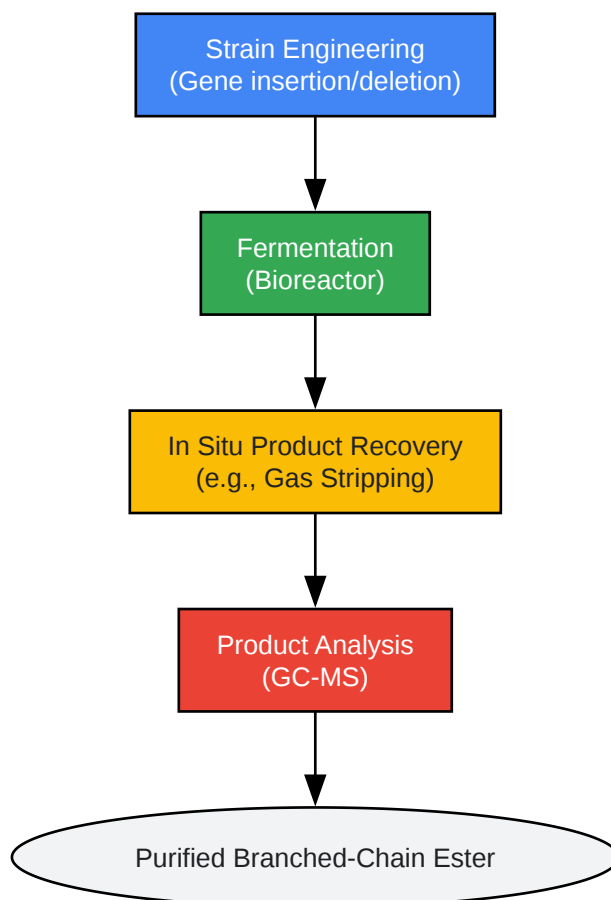 Strain Engineering
(Gene insertion/deletion)
Fermentation
(Bioreactor)
In Situ Product Recovery
(e.g., Gas Stripping)
Product Analysis
(GC-MS)
Purified Branched-Chain Ester